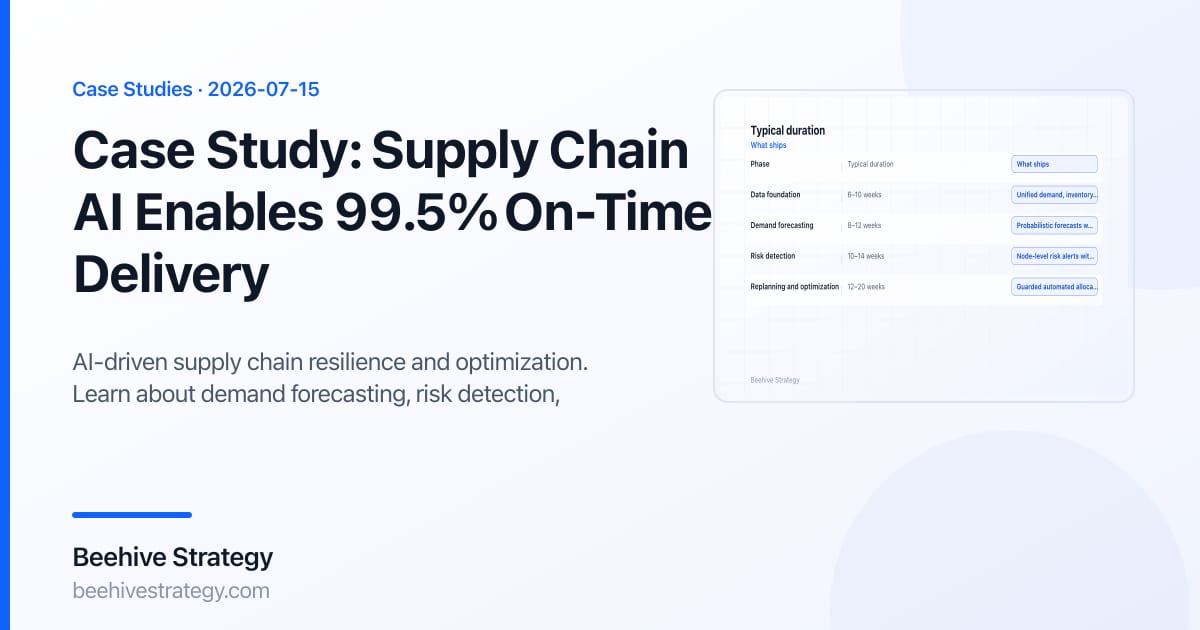 Case Studies · 2026-07-15
Case Study: Supply Chain
AI Enables 99.5% On-Time
Delivery
AI-driven supply chain resilience and optimization.
Learn about demand forecasting, risk detection,
Beehive Strategy
beehivestrategy.com
Typical duration
What ships
Phase Typical duration What ships
Data foundation 6–10 weeks Unified demand, inventory...
Demand forecasting 8–12 weeks Probabilistic forecasts w...
Risk detection 10–14 weeks Node-level risk alerts wit...
Replanning and optimization 12–20 weeks Guarded automated alloca...
Beehive Strategy